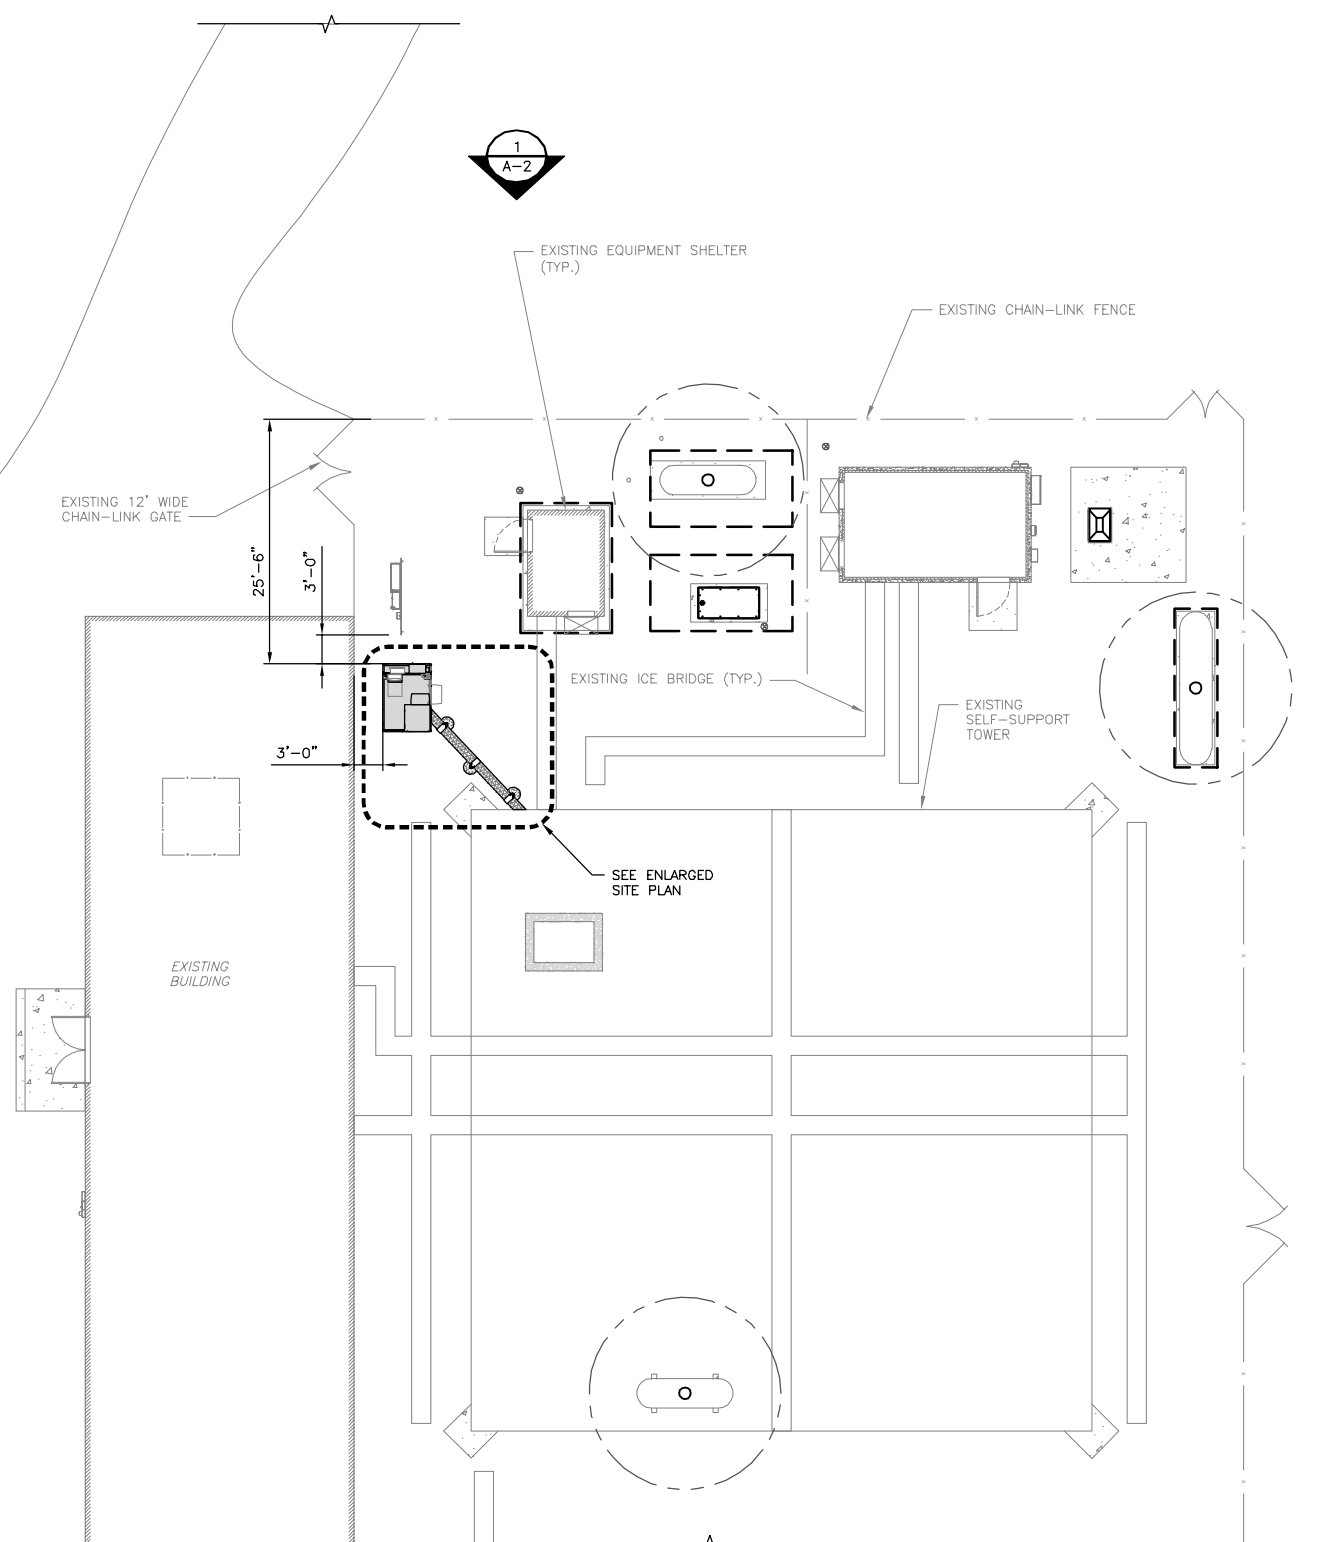 1
A-2
EXISTING EQUIPMENT SHELTER
(TYP.)
EXISTING CHAIN-LINK FENCE
EXISTING 12' WIDE
CHAIN-LINK GATE
25'-6"
3'-0"
EXISTING ICE BRIDGE (TYP.)
EXISTING
SELF-SUPPORT
TOWER
3'-0"
SEE ENLARGED
SITE PLAN
EXISTING
BUILDING